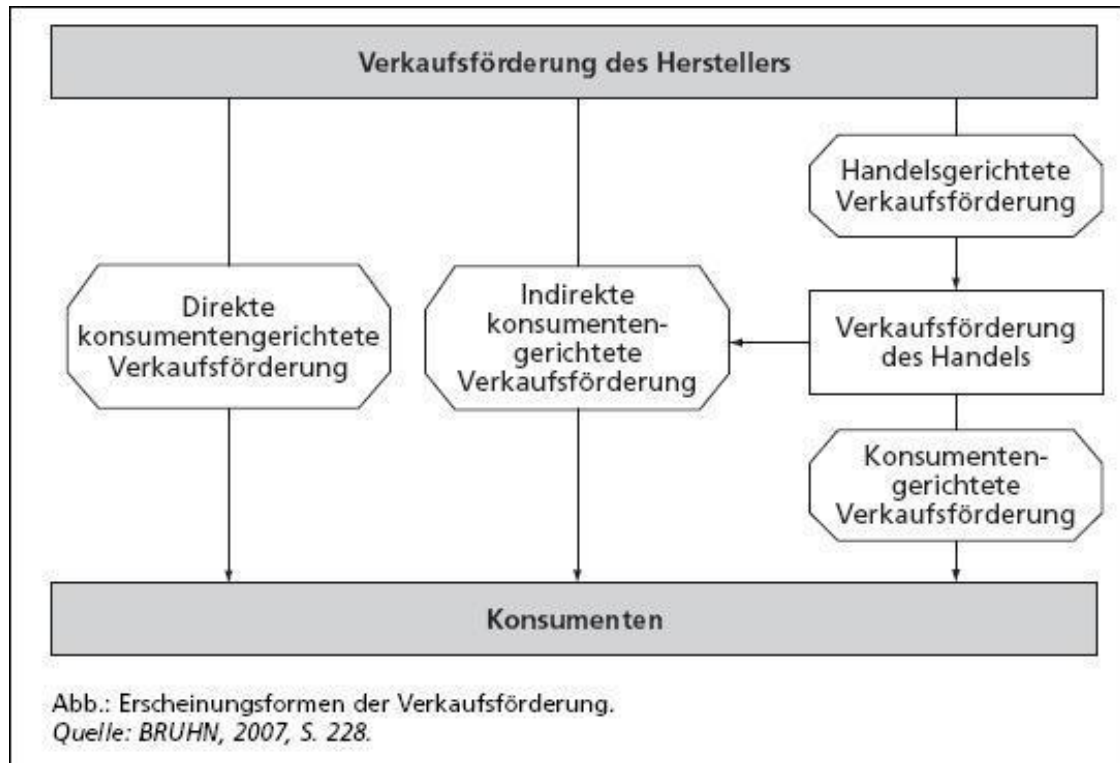 Verkaufsförderung des Herstellers
Handelsgerichtete
Verkaufsförderung
Direkte
konsumentengerichtete
Verkaufsförderung
Indirekte
konsumenten-
gerichtete
Verkaufsförderung
Verkaufsförderung
des Handels
Konsumenten-
gerichtete
Verkaufsförderung
Konsumenten
Abb.: Erscheinungsformen der Verkaufsförderung.
Quelle: BRUHN, 2007, S. 228.